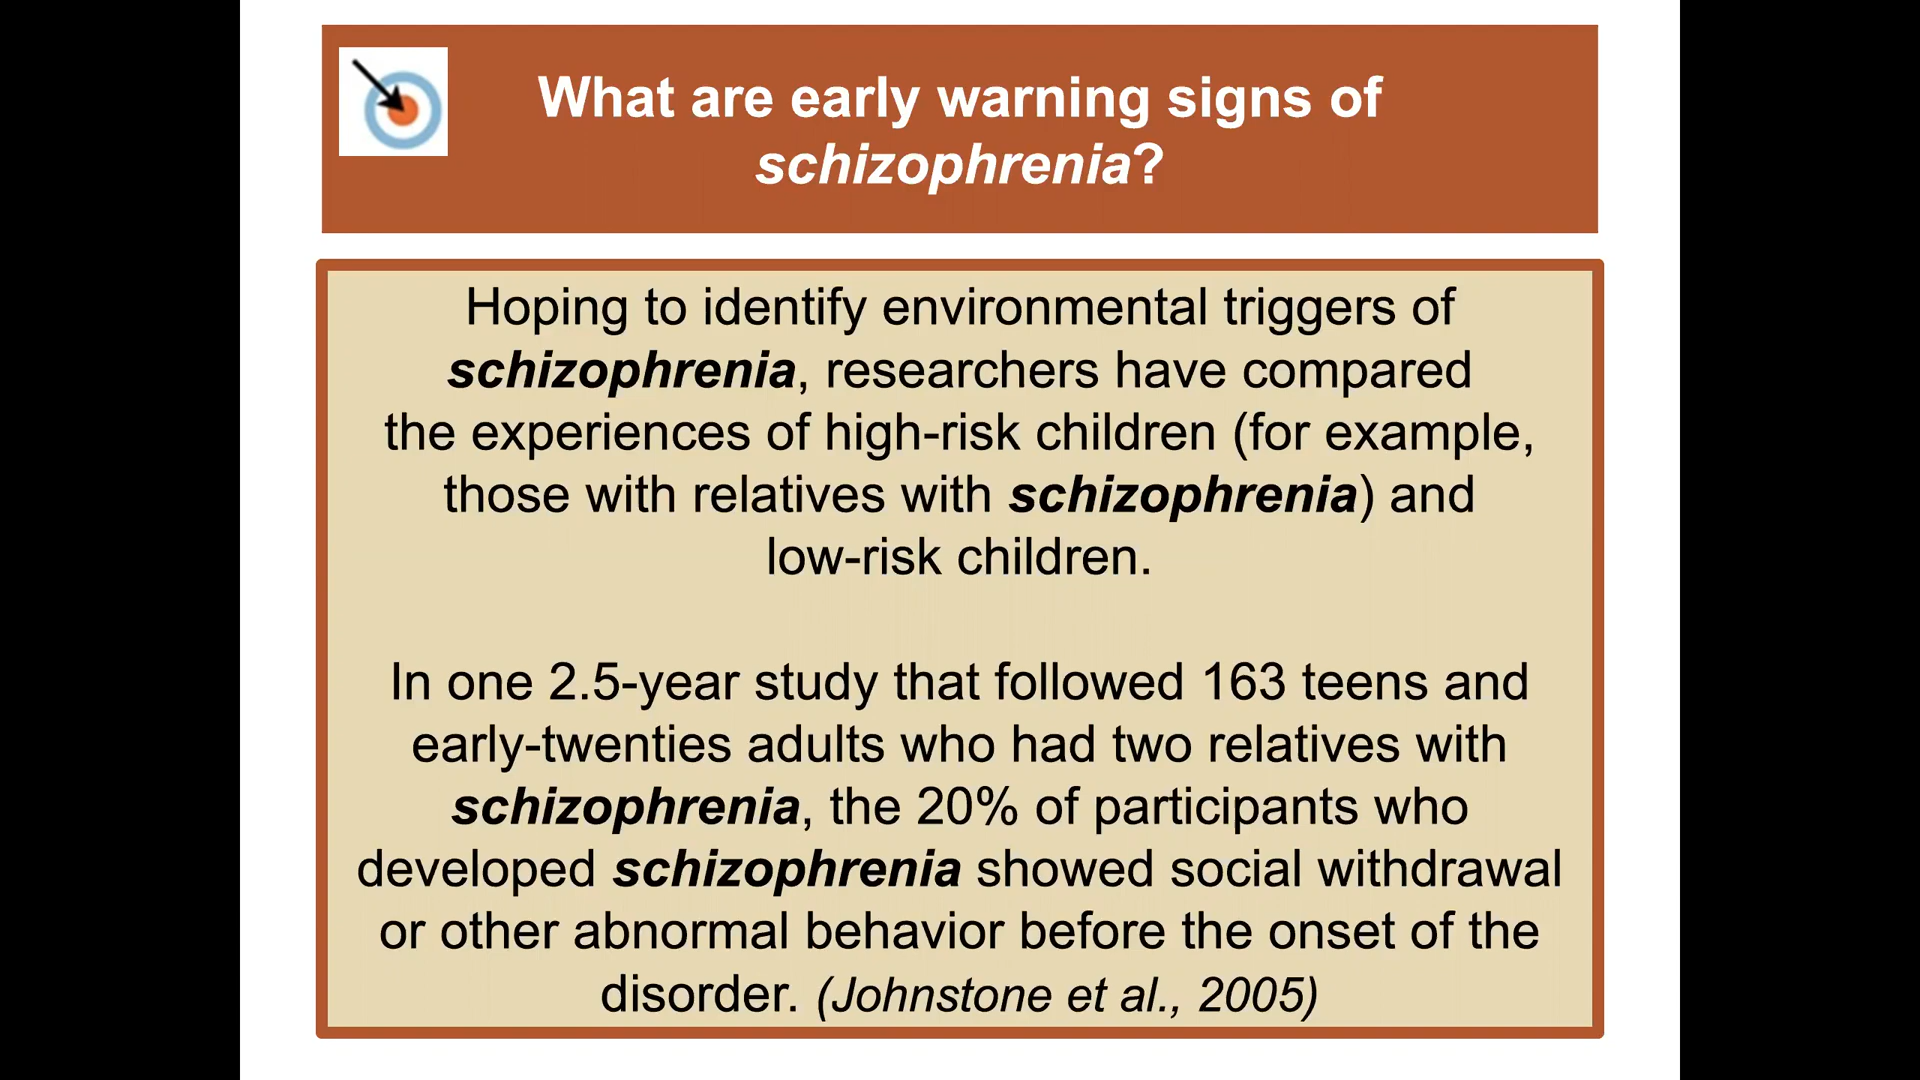 What are early warning signs of
schizophrenia?
Hoping to identify environmental triggers of
schizophrenia, researchers have compared
the experiences of high-risk children (for example,
those with relatives with schizophrenia) and
low-risk children.
In one 2.5-year study that followed 163 teens and
early-twenties adults who had two relatives with
schizophrenia, the 20% of participants who
developed schizophrenia showed social withdrawal
or other abnormal behavior before the onset of the
disorder. (Johnstone et al., 2005)